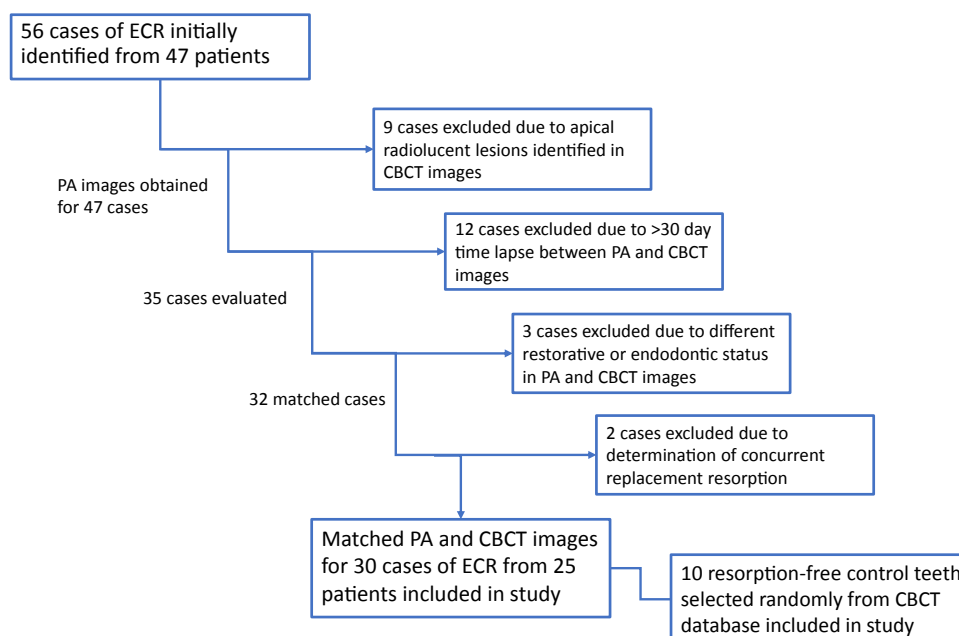 56 cases of ECR initially
identified from 47 patients
9 cases excluded due to apical
radiolucent lesions identified in
CBCT images
PA images obtained
for 47 cases
12 cases excluded due to >30 day
time lapse between PA and CBCT
images
35 cases evaluated
3 cases excluded due to different
restorative or endodontic status
in PA and CBCT images
32 matched cases
2 cases excluded due to
determination of concurrent
replacement resorption
Matched PA and CBCT images
for 30 cases of ECR from 25
patients included in study
10 resorption-free control teeth
selected randomly from CBCT
database included in study